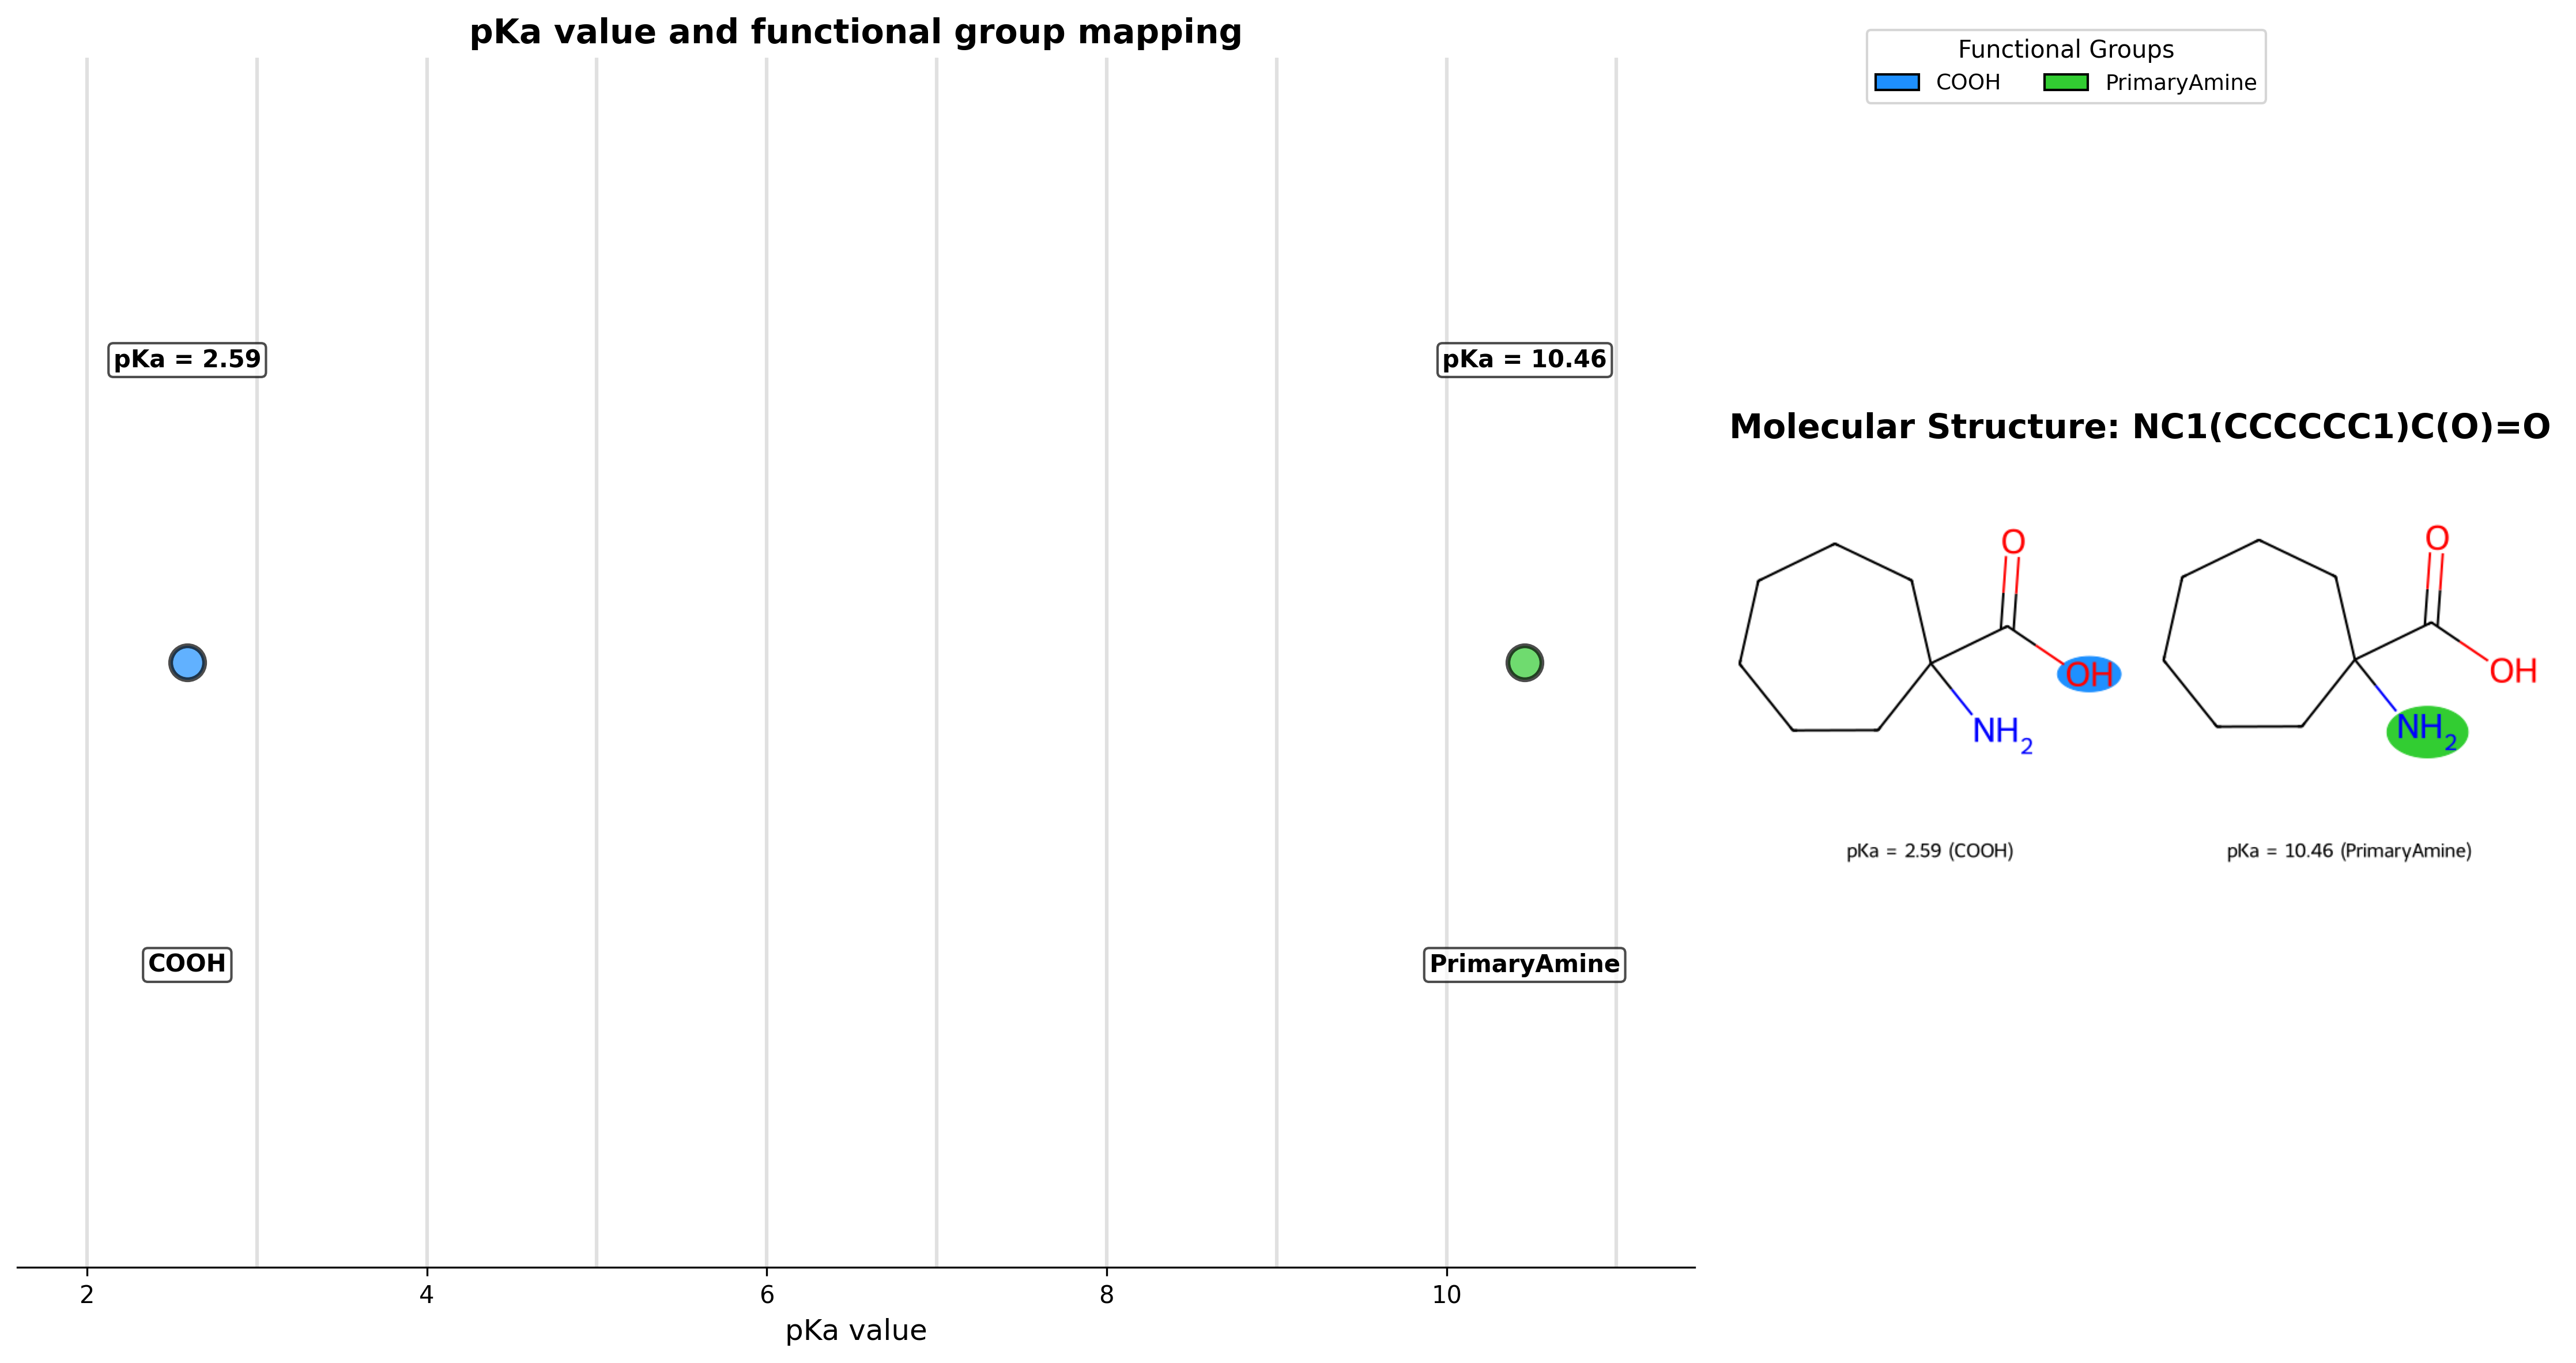 pKa value and functional group mapping
Functional Groups
COOH PrimaryAmine
pKa = 2.59 pKa = 10.46
COOH PrimaryAmine
2 4 6 8 10
pKa value
Molecular Structure: NC1(CCCCCC1)C(O)=O
O
OH
NH2
O
OH
NH2
pKa = 2.59 (COOH) pKa = 10.46 (PrimaryAmine)